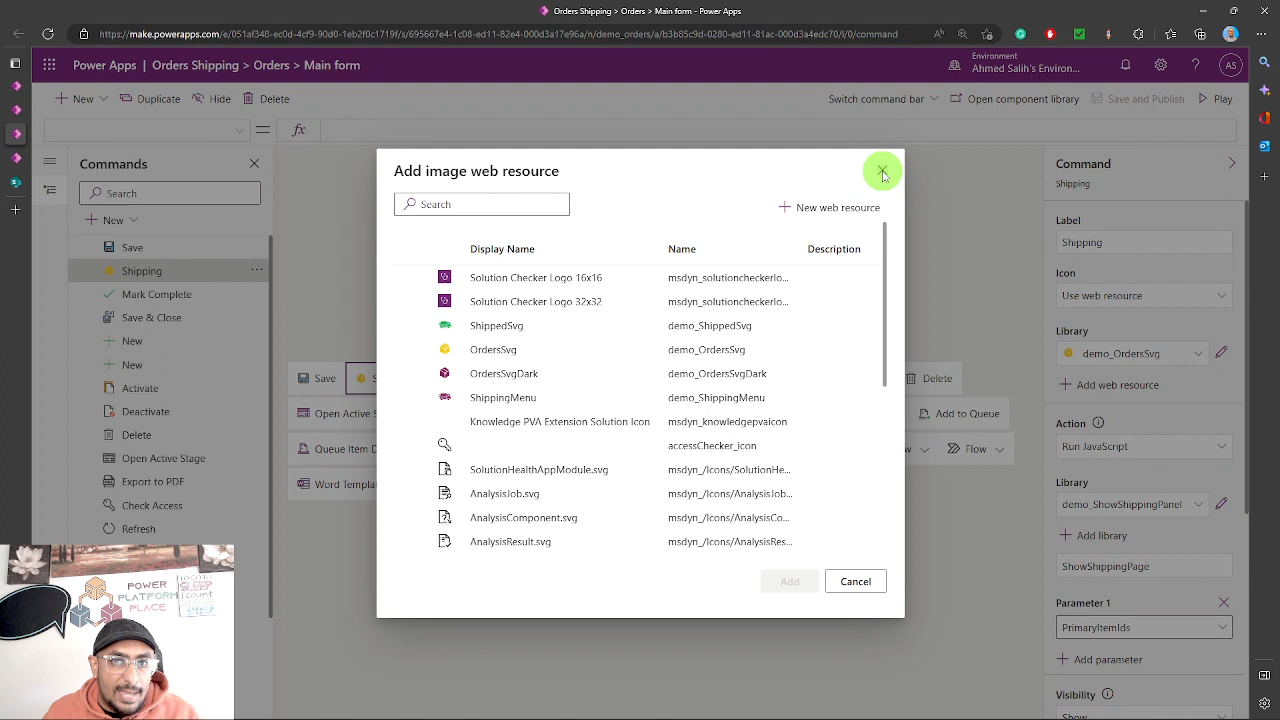 Orders Shipping > Orders > Main form - Power Apps
https://make.powerapps.com/e/051af348-ec0d-4ef9-90d0-1eb2f0c1719f/s/695667e4-1c08-ed11-82e4-000d3a17e96a/n/demo_orders/a/b3b85c9d-0280-ed11-81ac-000d3a4edc70/l/0/command
Power Apps | Orders Shipping > Orders > Main form
Environment
Ahmed Salih's Environ...
AS
New
Duplicate
Hide
Delete
Switch command bar
Open component library
Save and Publish
Play
fx
Commands
Search
New
Save
Shipping
Mark Complete
Save & Close
New
New
Activate
Deactivate
Delete
Open Active Stage
Export to PDF
Check Access
Refresh
Save
S
Open Active S
Queue Item D
Word Templa
Delete
Add to Queue
Flow
Add image web resource
Search
New web resource
Display Name Name Description
Solution Checker Logo 16x16 msdyn_solutioncheckerlo...
Solution Checker Logo 32x32 msdyn_solutioncheckerlo...
ShippedSvg demo_ShippedSvg
OrdersSvg demo_OrdersSvg
OrdersSvgDark demo_OrdersSvgDark
ShippingMenu demo_ShippingMenu
Knowledge PVA Extension Solution Icon msdyn_knowledgepvaicon
accessChecker_icon
SolutionHealthAppModule.svg msdyn_/Icons/SolutionHe...
AnalysisJob.svg msdyn_/Icons/AnalysisJob...
AnalysisComponent.svg msdyn_/Icons/AnalysisCo...
AnalysisResult.svg msdyn_/Icons/AnalysisRes...
Add
Cancel
Command
Shipping
Label
Shipping
Icon
Use web resource
Library
demo_OrdersSvg
Add web resource
Action
Run JavaScript
Library
demo_ShowShippingPanel
Add library
ShowShippingPage
Parameter 1
PrimaryItemIds
Add parameter
Visibility
Show
POWER
PLATFORM
PLACE